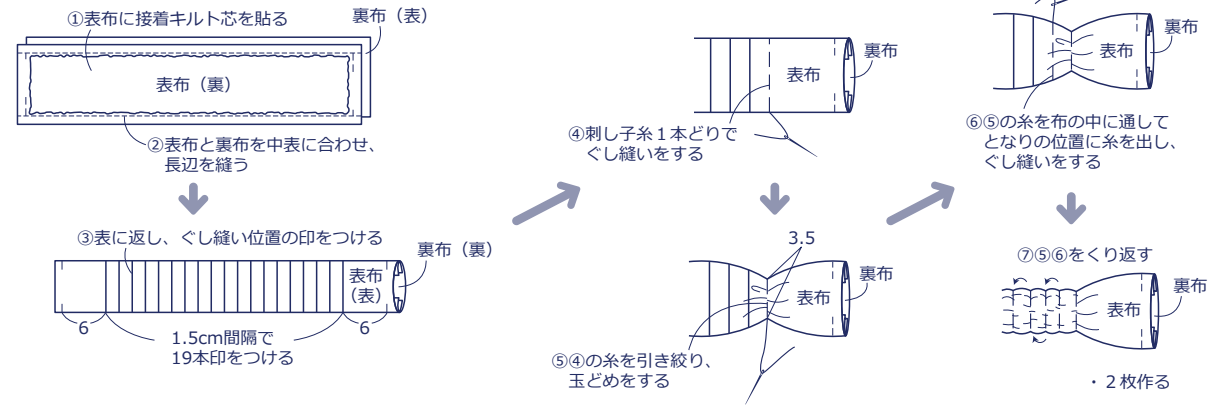 ①表布に接着キルト芯を貼る
裏布（表）
表布（裏）
②表布と裏布を中表に合わせ、
長辺を縫う
③表に返し、ぐし縫い位置の印をつける
裏布（裏）
表布
（表）
6
6
1.5cm間隔で
19本印をつける
表布
裏布
④刺し子糸１本どりで
ぐし縫いをする
3.5
裏布
表布
⑤④の糸を引き絞り、
玉どめをする
裏布
表布
⑥⑤の糸を布の中に通して
となりの位置に糸を出し、
ぐし縫いをする
⑦⑤⑥をくり返す
裏布
表布
・２枚作る